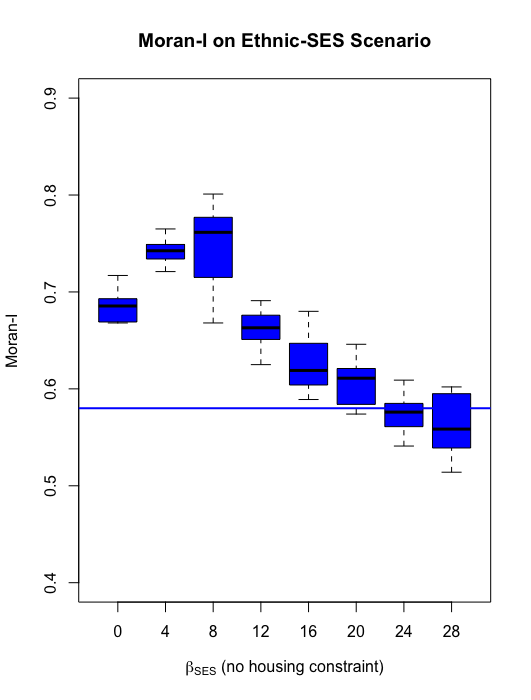 Moran-I on Ethnic-SES Scenario
Moran-I
0.9
0.8
0.7
0.6
0.5
0.4
0 4 8 12 16 20 24 28
βSES (no housing constraint)